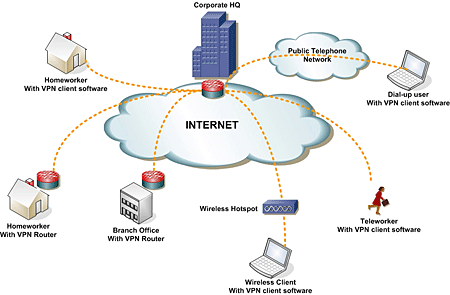 Corporate HQ
Public Telephone
Network
Homeworker
With VPN client software
Dial-up user
With VPN client software
INTERNET
Wireless Hotspot
Homeworker
With VPN Router
Branch Office
With VPN Router
Teleworker
With VPN client software
Wireless Client
With VPN client software